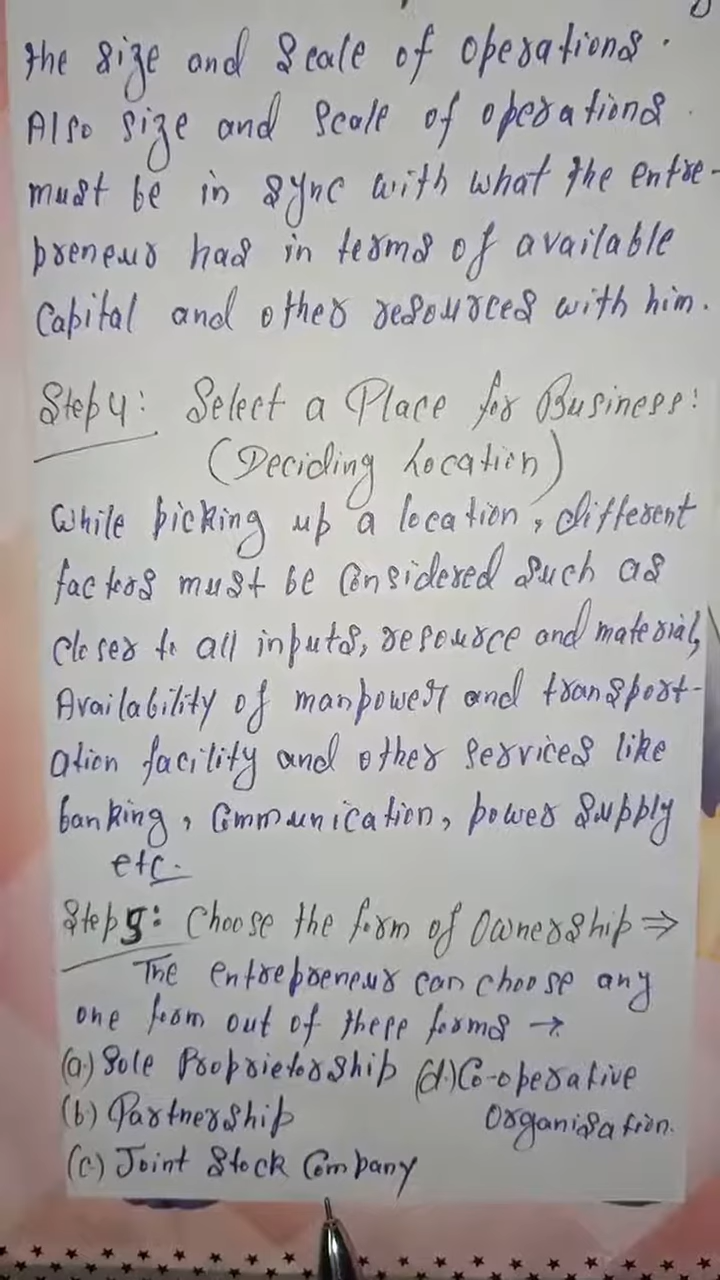 the size and Scale of operations.
Also size and Scale of operations
must be in sync with what the entre-
preneur has in terms of available
Capital and other resources with him.
Step 4: Select a Place for Business:
(Deciding Location)
While picking up a location, different
factors must be Considered such as
closer to all inputs, resource and material,
Availability of manpower and transport-
ation facility and other services like
banking, Communication, power Supply
etc.
Step 5: Choose the form of Ownership ⇒
The entrepreneur can choose any
one form out of these forms →
(a.) Sole Proprietorship (d.) Co-operative
(b) Partnership Organisation.
(c) Joint Stock Company